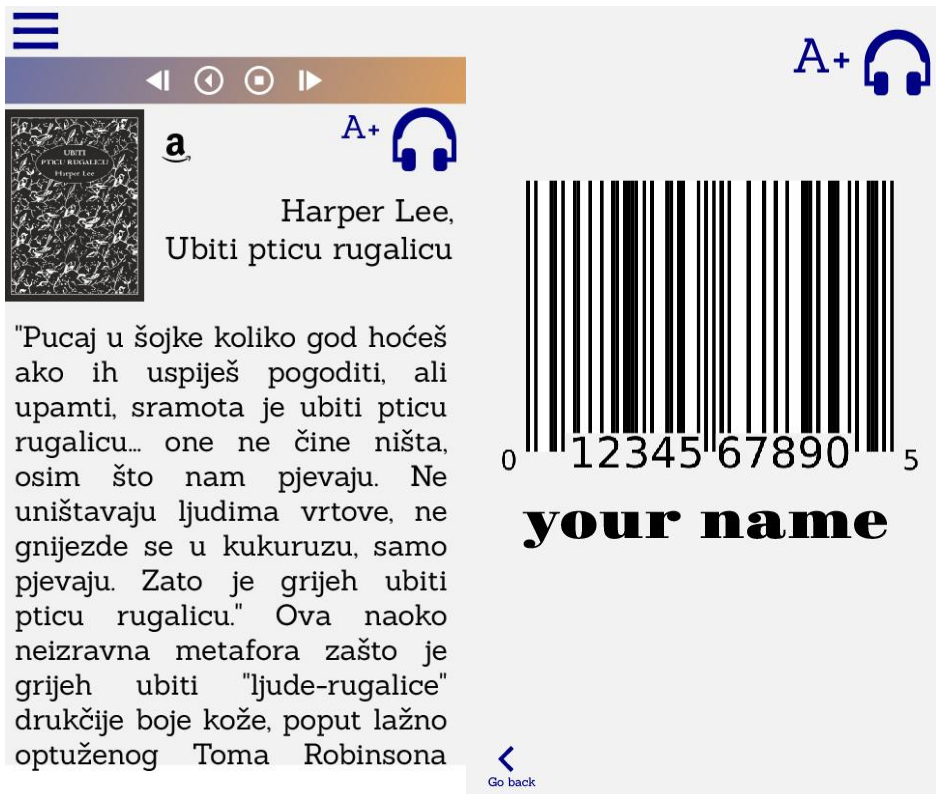 UBITI
PTICU RUGALICU
Harper Lee
a
A+
Harper Lee,
Ubiti pticu rugalicu
"Pucaj u šojke koliko god hoćeš
ako ih uspiješ pogoditi, ali
upamti, sramota je ubiti pticu
rugalicu... one ne čine ništa,
osim što nam pjevaju. Ne
uništavaju ljudima vrtove, ne
gnijezde se u kukuruzu, samo
pjevaju. Zato je grijeh ubiti
pticu rugalicu." Ova naoko
neizravna metafora zašto je
grijeh ubiti "ljude-rugalice"
drukčije boje kože, poput lažno
optuženog Toma Robinsona
A+
0 12345 67890 5
your name
Go back